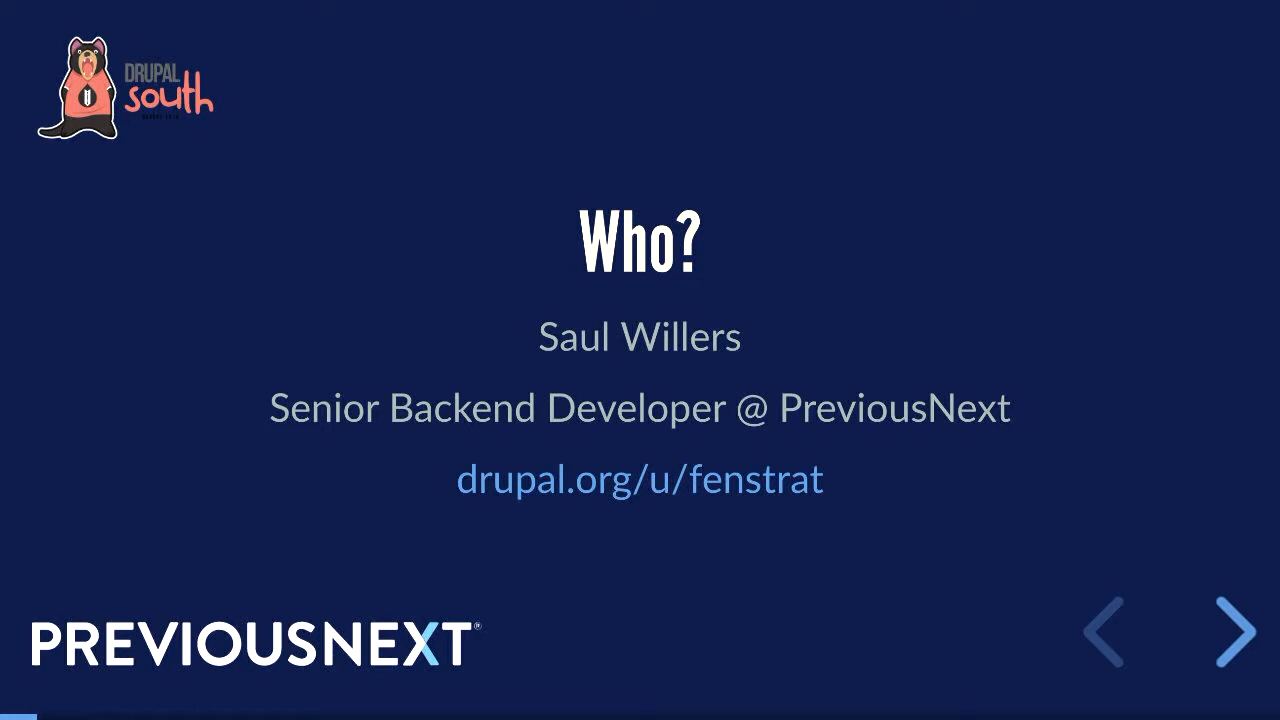 DRUPAL
south
Who?
Saul Willers
Senior Backend Developer @ PreviousNext
drupal.org/u/fenstrat
PREVIOUSNEXT®